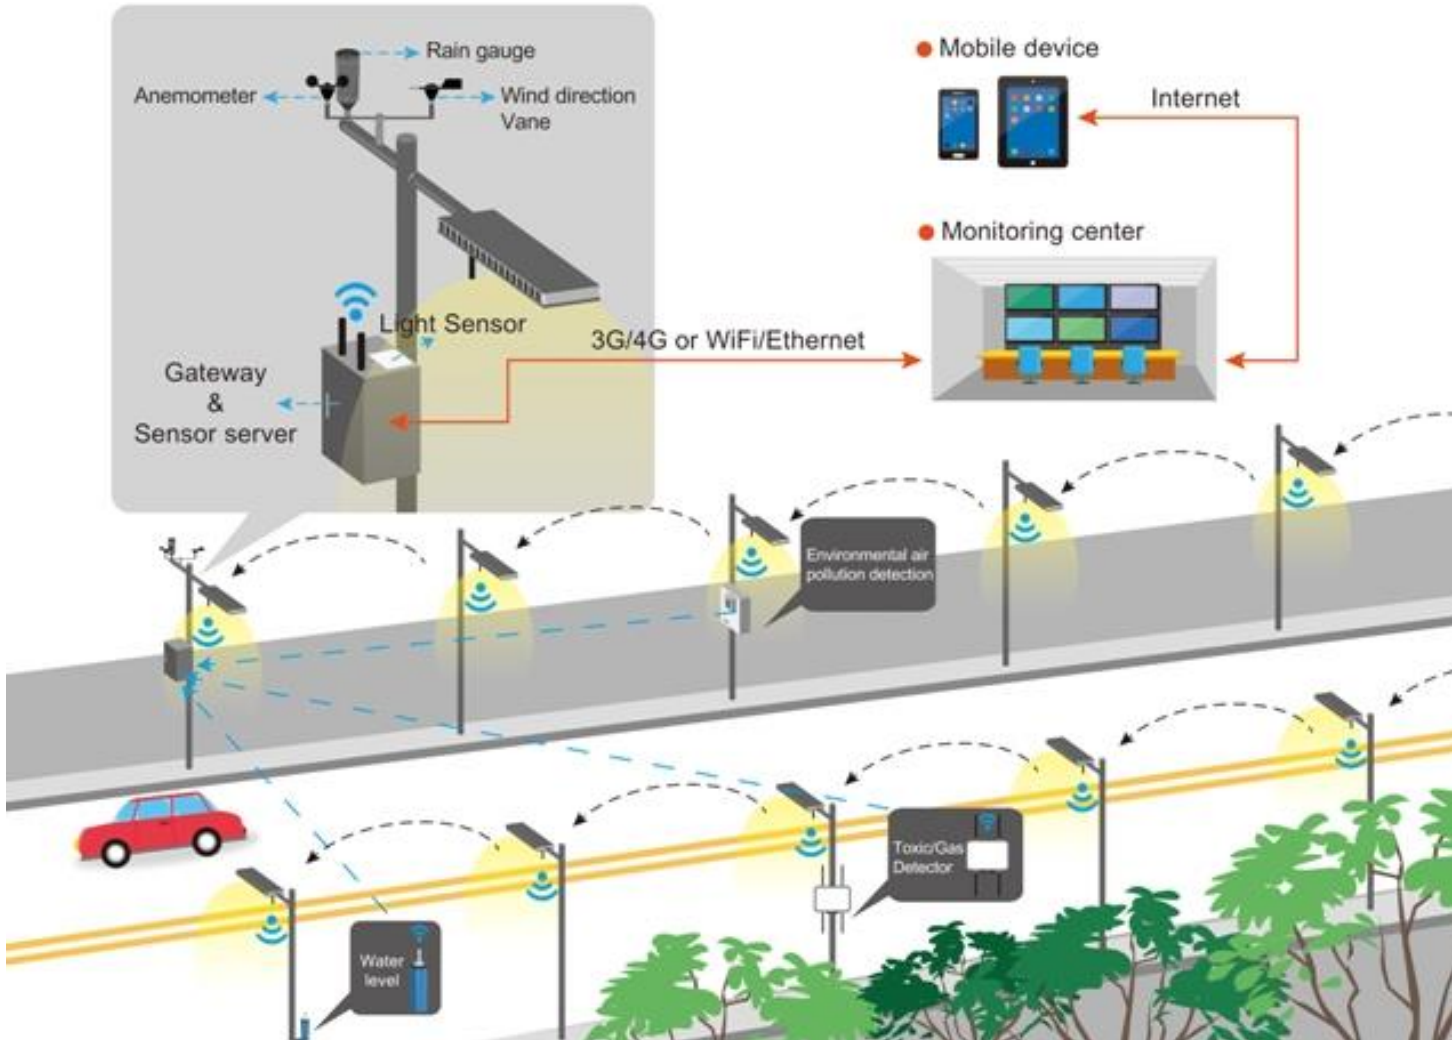 Rain gauge
Anemometer
Wind direction
Vane
Light Sensor
Gateway
&
Sensor server
3G/4G or WiFi/Ethernet
Mobile device
Internet
Monitoring center
Environmental air
pollution detection
Toxic/Gas
Detector
Water
level